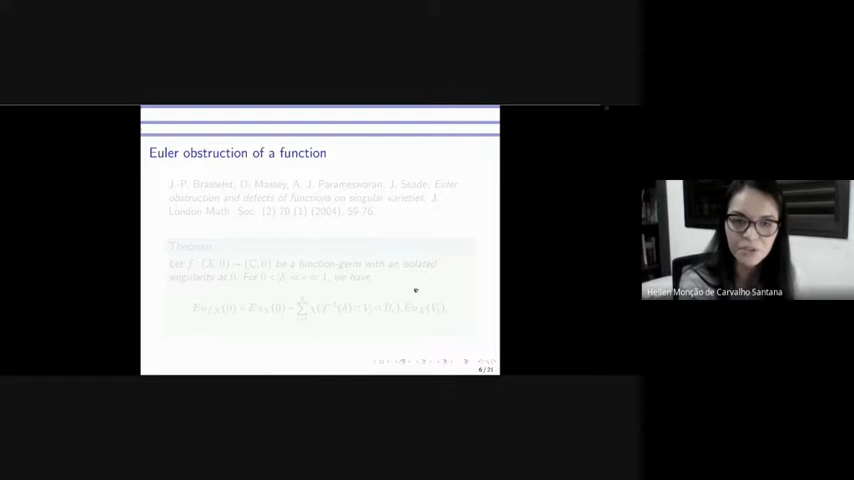 Euler obstruction of a function
J.-P. Brasselet, D. Massey, A. J. Parameswaran, J. Seade, Euler
obstruction and defects of functions on singular varieties. J.
London Math. Soc. (2) 70 (1) (2004), 59-76.
Theorem
Let f : (X, 0) → (C, 0) be a function-germ with an isolated
singularity at 0. For 0 < |δ| ≪ ε ≪ 1, we have
6 / 21
Hellen Monção de Carvalho Santana